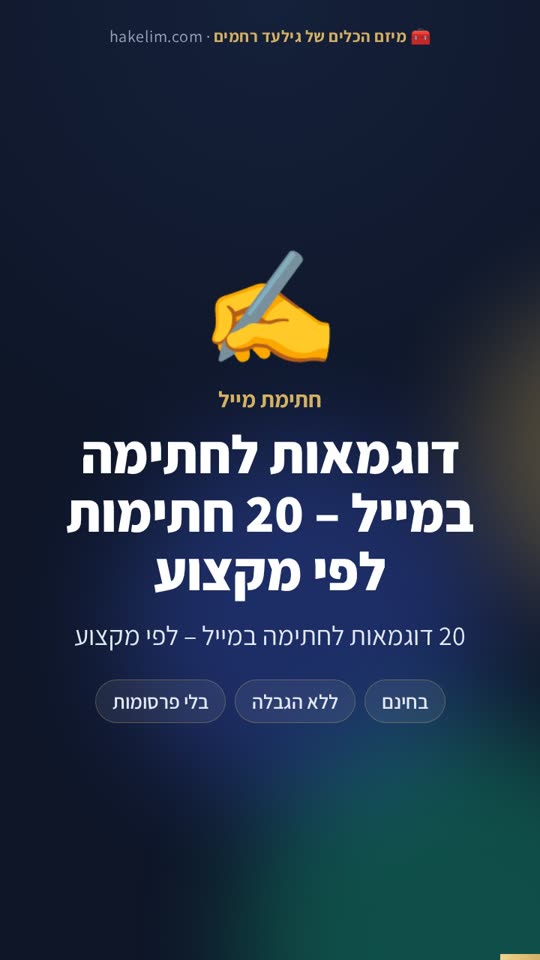 🧰 מיזם הכלים של גילעד רחמים · hakelim.com
חתימת מייל
דוגמאות לחתימה
במייל – 20 חתימות
לפי מקצוע
20 דוגמאות לחתימה במייל – לפי מקצוע
בחינם
ללא הגבלה
בלי פרסומות